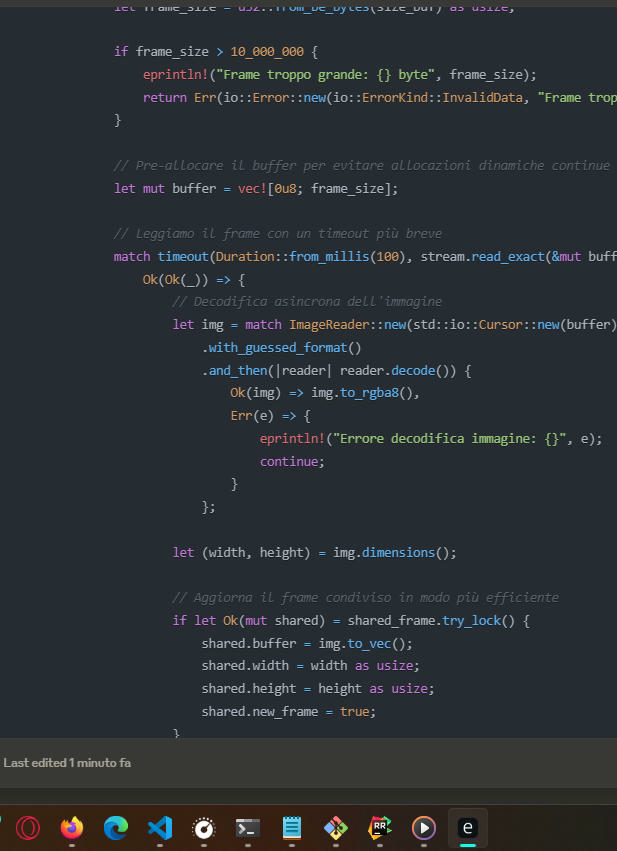 let frame_size = u32::from_be_bytes(size_buf) as usize;
if frame_size > 10_000_000 {
eprintln!("Frame troppo grande: {} byte", frame_size);
return Err(io::Error::new(io::ErrorKind::InvalidData, "Frame trop
}
// Pre-allocare il buffer per evitare allocazioni dinamiche continue
let mut buffer = vec![0u8; frame_size];
// Leggiamo il frame con un timeout più breve
match timeout(Duration::from_millis(100), stream.read_exact(&mut buff
Ok(Ok(_)) => {
// Decodifica asincrona dell'immagine
let img = match ImageReader::new(std::io::Cursor::new(buffer)
.with_guessed_format()
.and_then(|reader| reader.decode()) {
Ok(img) => img.to_rgba8(),
Err(e) => {
eprintln!("Errore decodifica immagine: {}", e);
continue;
}
};
let (width, height) = img.dimensions();
// Aggiorna il frame condiviso in modo più efficiente
if let Ok(mut shared) = shared_frame.try_lock() {
shared.buffer = img.to_vec();
shared.width = width as usize;
shared.height = height as usize;
shared.new_frame = true;
}
Last edited 1 minuto fa
RR
e